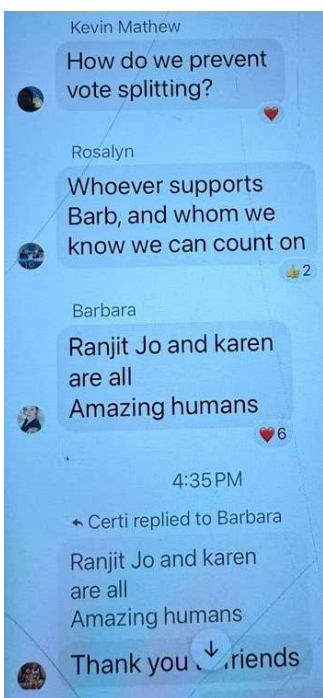 Kevin Mathew
How do we prevent
vote splitting?
Rosalyn
Whoever supports
Barb, and whom we
know we can count on
2
Barbara
Ranjit Jo and karen
are all
Amazing humans
6
4:35 PM
Certi replied to Barbara
Ranjit Jo and karen
are all
Amazing humans
Thank you